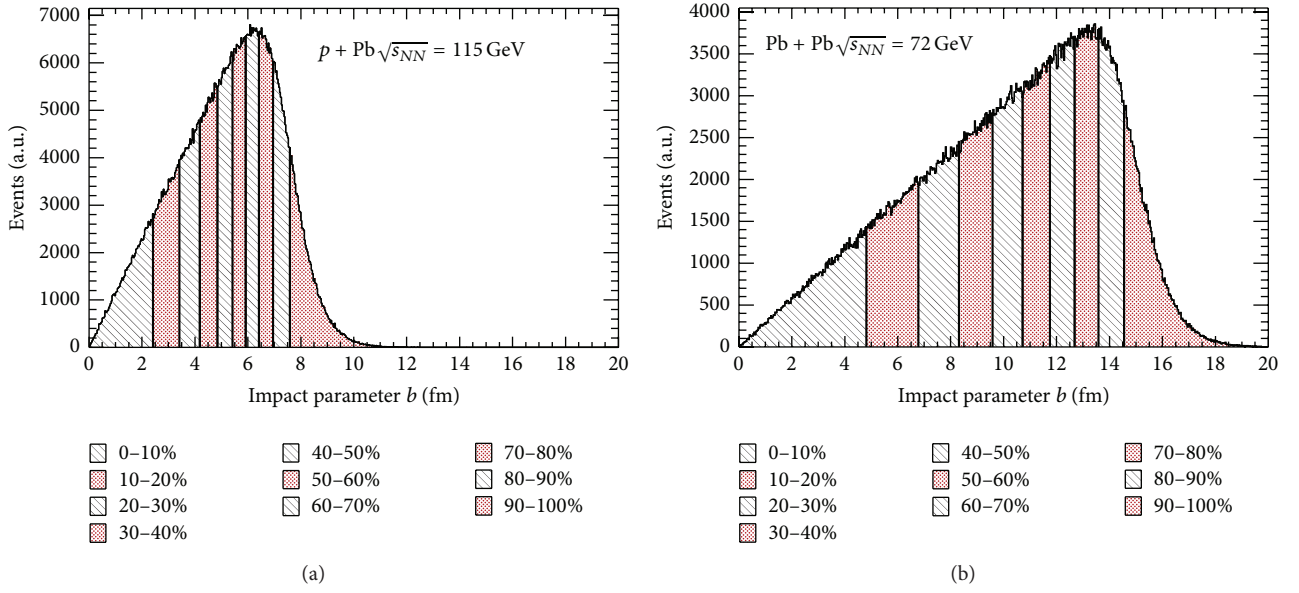 p + Pb √sNN = 115 GeV
Events (a.u.)
7000
6000
5000
4000
3000
2000
1000
0
0 2 4 6 8 10 12 14 16 18 20
Impact parameter b (fm)
0–10% 40–50% 70–80%
10–20% 50–60% 80–90%
20–30% 60–70% 90–100%
30–40%
(a)
Pb + Pb √sNN = 72 GeV
Events (a.u.)
4000
3500
3000
2500
2000
1500
1000
500
0
0 2 4 6 8 10 12 14 16 18 20
Impact parameter b (fm)
0–10% 40–50% 70–80%
10–20% 50–60% 80–90%
20–30% 60–70% 90–100%
30–40%
(b)